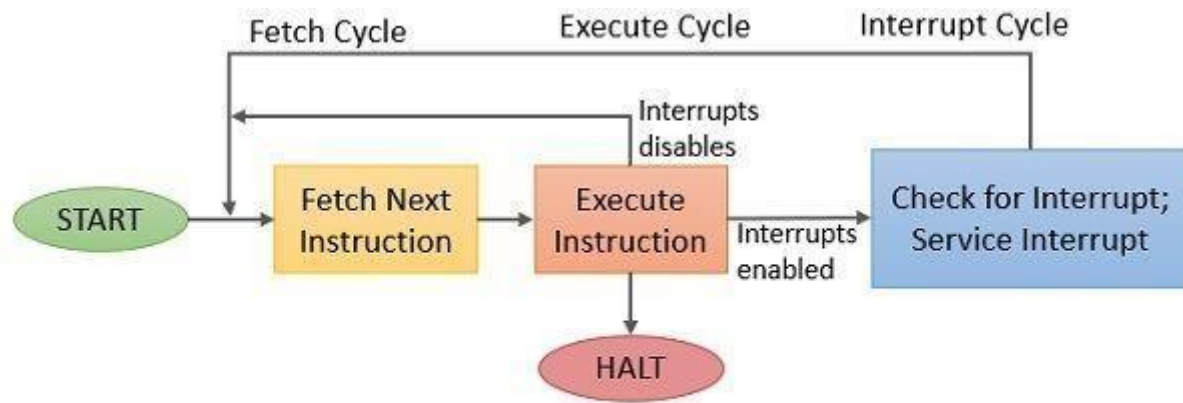 Fetch Cycle
Execute Cycle
Interrupt Cycle
Interrupts
disables
START
Fetch Next
Instruction
Execute
Instruction
Interrupts
enabled
Check for Interrupt;
Service Interrupt
HALT